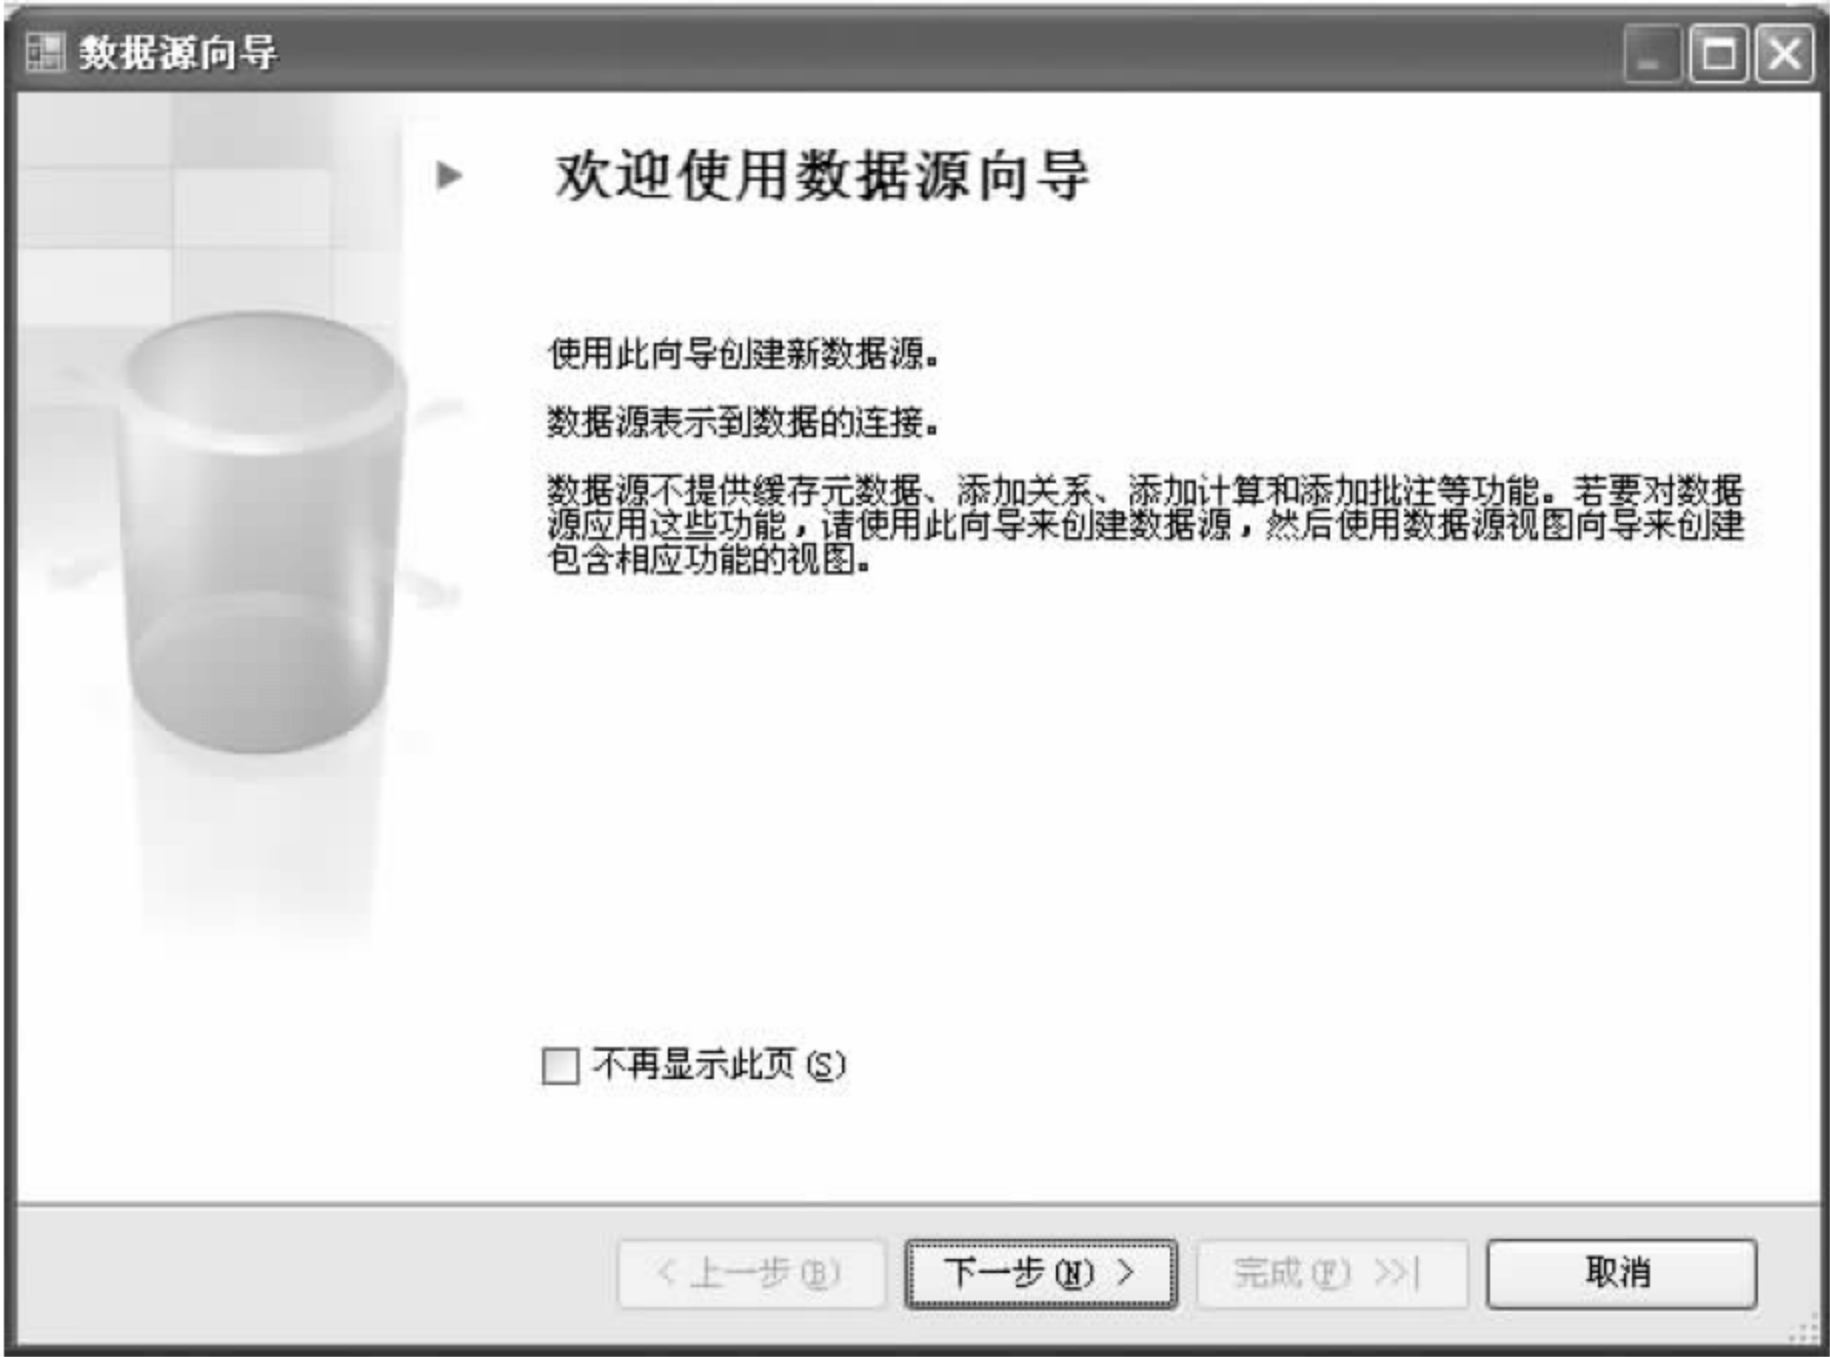 数据源向导
欢迎使用数据源向导
使用此向导创建新数据源。
数据源表示到数据的连接。
数据源不提供缓存元数据、添加关系、添加计算和添加批注等功能。若要对数据
源应用这些功能，请使用此向导来创建数据源，然后使用数据源视图向导来创建
包含相应功能的视图。
不再显示此页(S)
< 上一步(B) 下一步(N) > 完成(F) >>| 取消